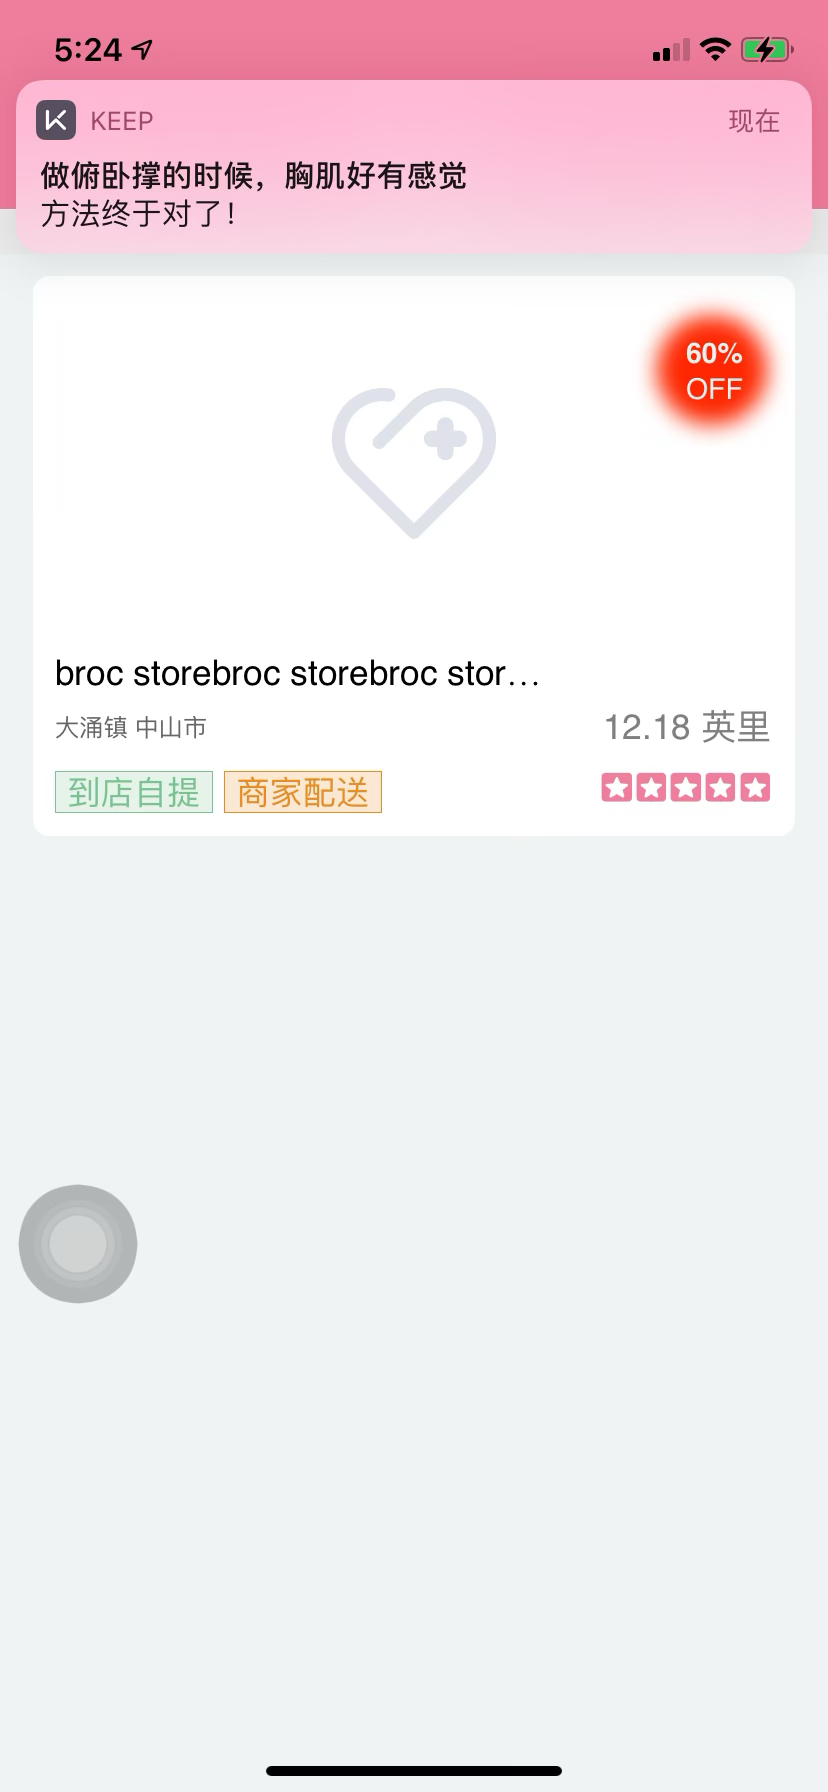 5:24
KEEP
现在
做俯卧撑的时候，胸肌好有感觉
方法终于对了！
60%
OFF
broc storebroc storebroc stor...
大涌镇 中山市
12.18 英里
到店自提 商家配送